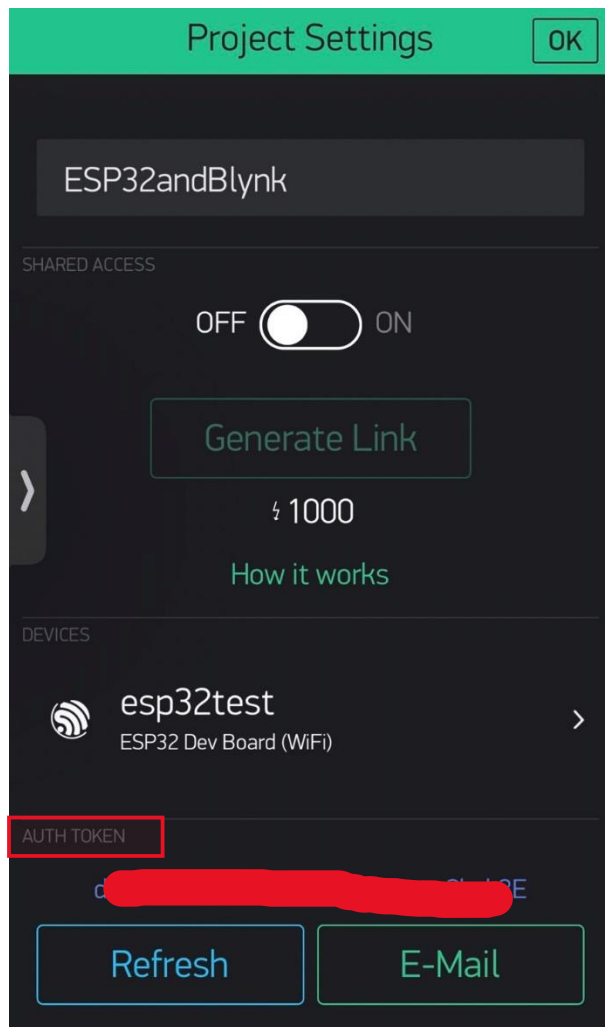 Project Settings
OK
ESP32andBlynk
SHARED ACCESS
OFF ON
Generate Link
1000
How it works
DEVICES
esp32test
ESP32 Dev Board (WiFi)
AUTH TOKEN
Refresh
E-Mail